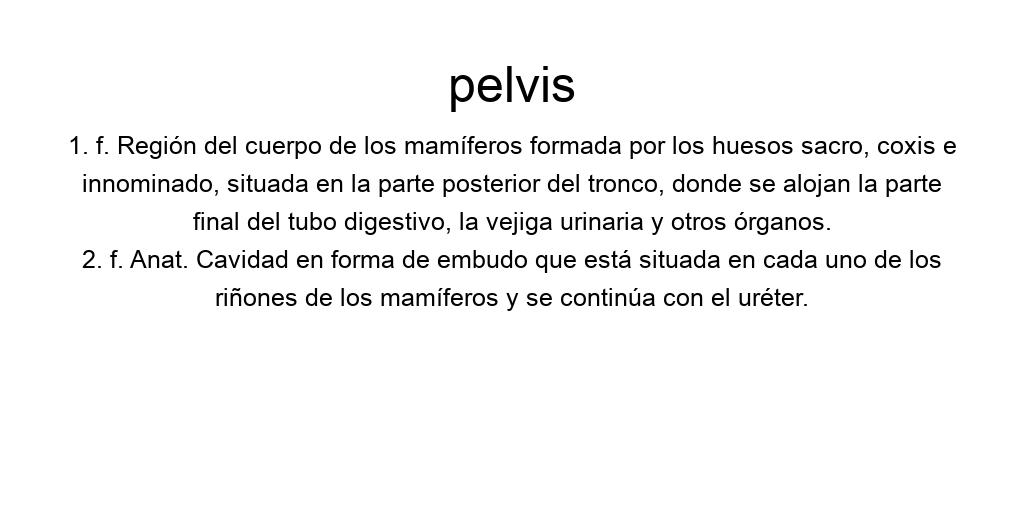 pelvis
1. f. Región del cuerpo de los mamíferos formada por los huesos sacro, coxis e
innominado, situada en la parte posterior del tronco, donde se alojan la parte
final del tubo digestivo, la vejiga urinaria y otros órganos.
2. f. Anat. Cavidad en forma de embudo que está situada en cada uno de los
riñones de los mamíferos y se continúa con el uréter.